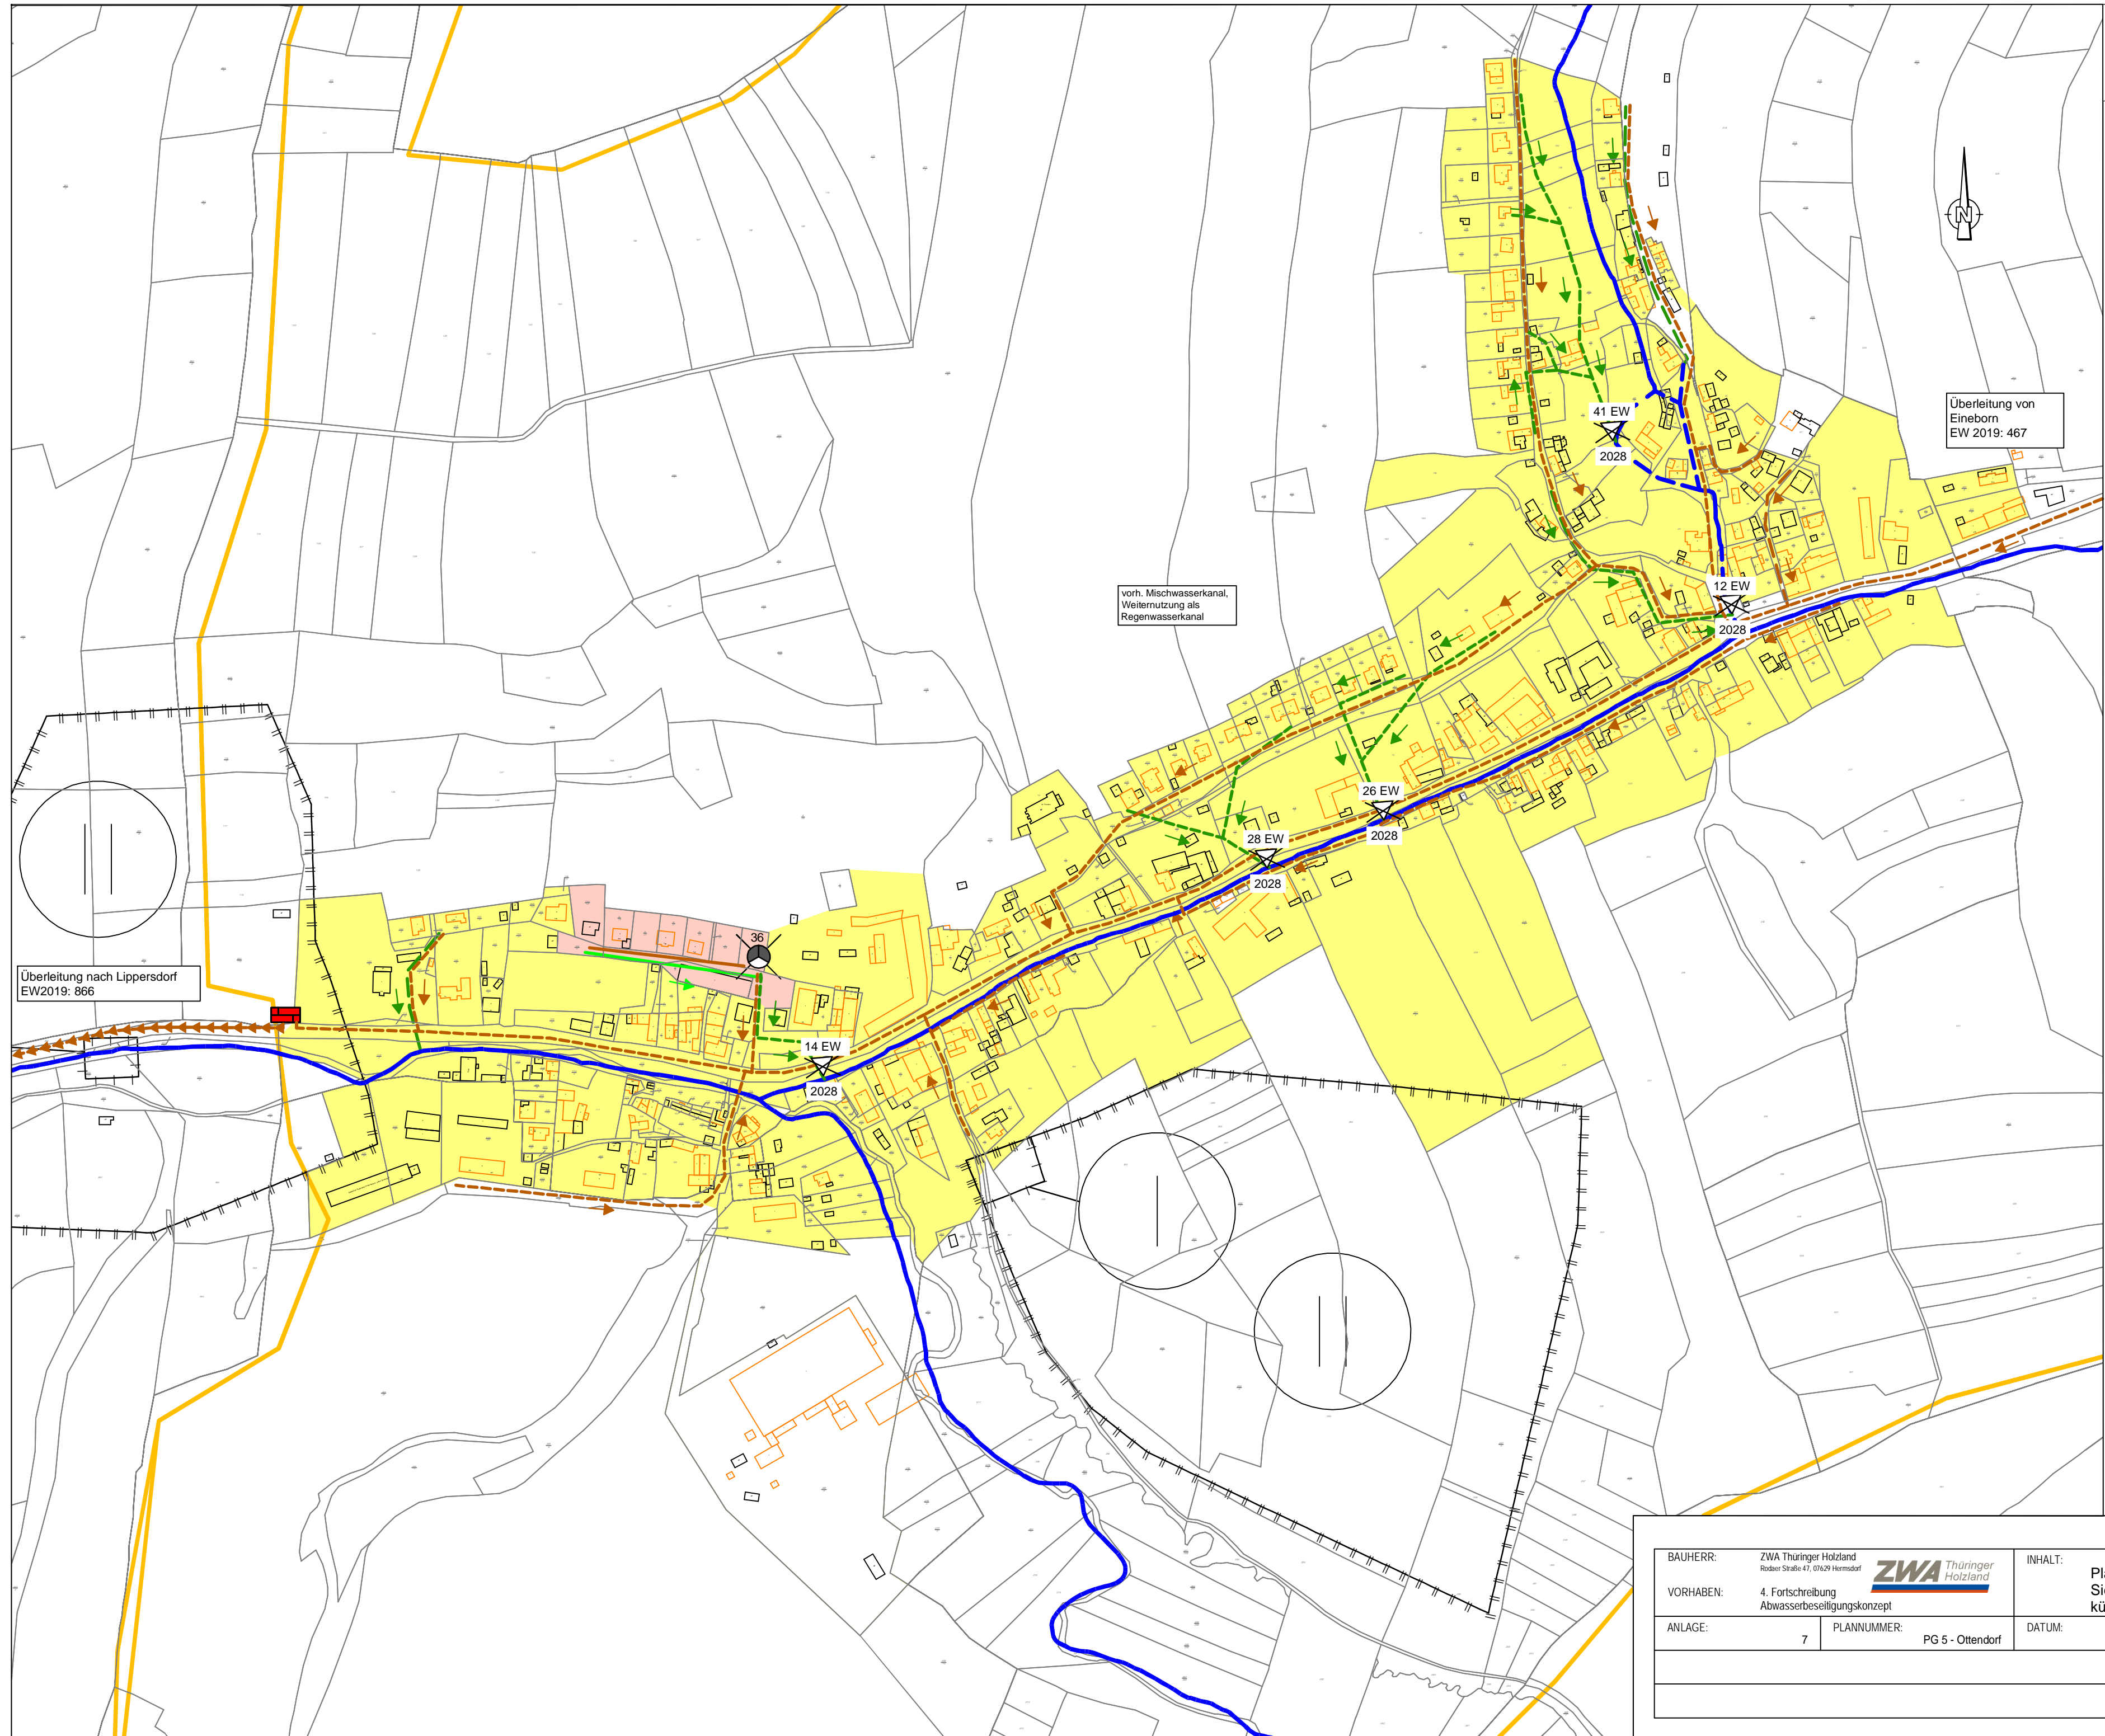 N
41 EW
2028
Überleitung von
Eineborn
EW 2019: 467
12 EW
2028
vorh. Mischwasserkanal,
Weiternutzung als
Regenwasserkanal
26 EW
2028
28 EW
2028
36
Überleitung nach Lippersdorf
EW2019: 866
14 EW
2028
BAUHERR:
ZWA Thüringer Holzland
Rodaer Straße 47, 07629 Hermsdorf
ZWA Thüringer
Holzland
INHALT:
VORHABEN:
4. Fortschreibung
Abwasserbeseitigungskonzept
ANLAGE:
7
PLANNUMMER:
PG 5 - Ottendorf
DATUM: